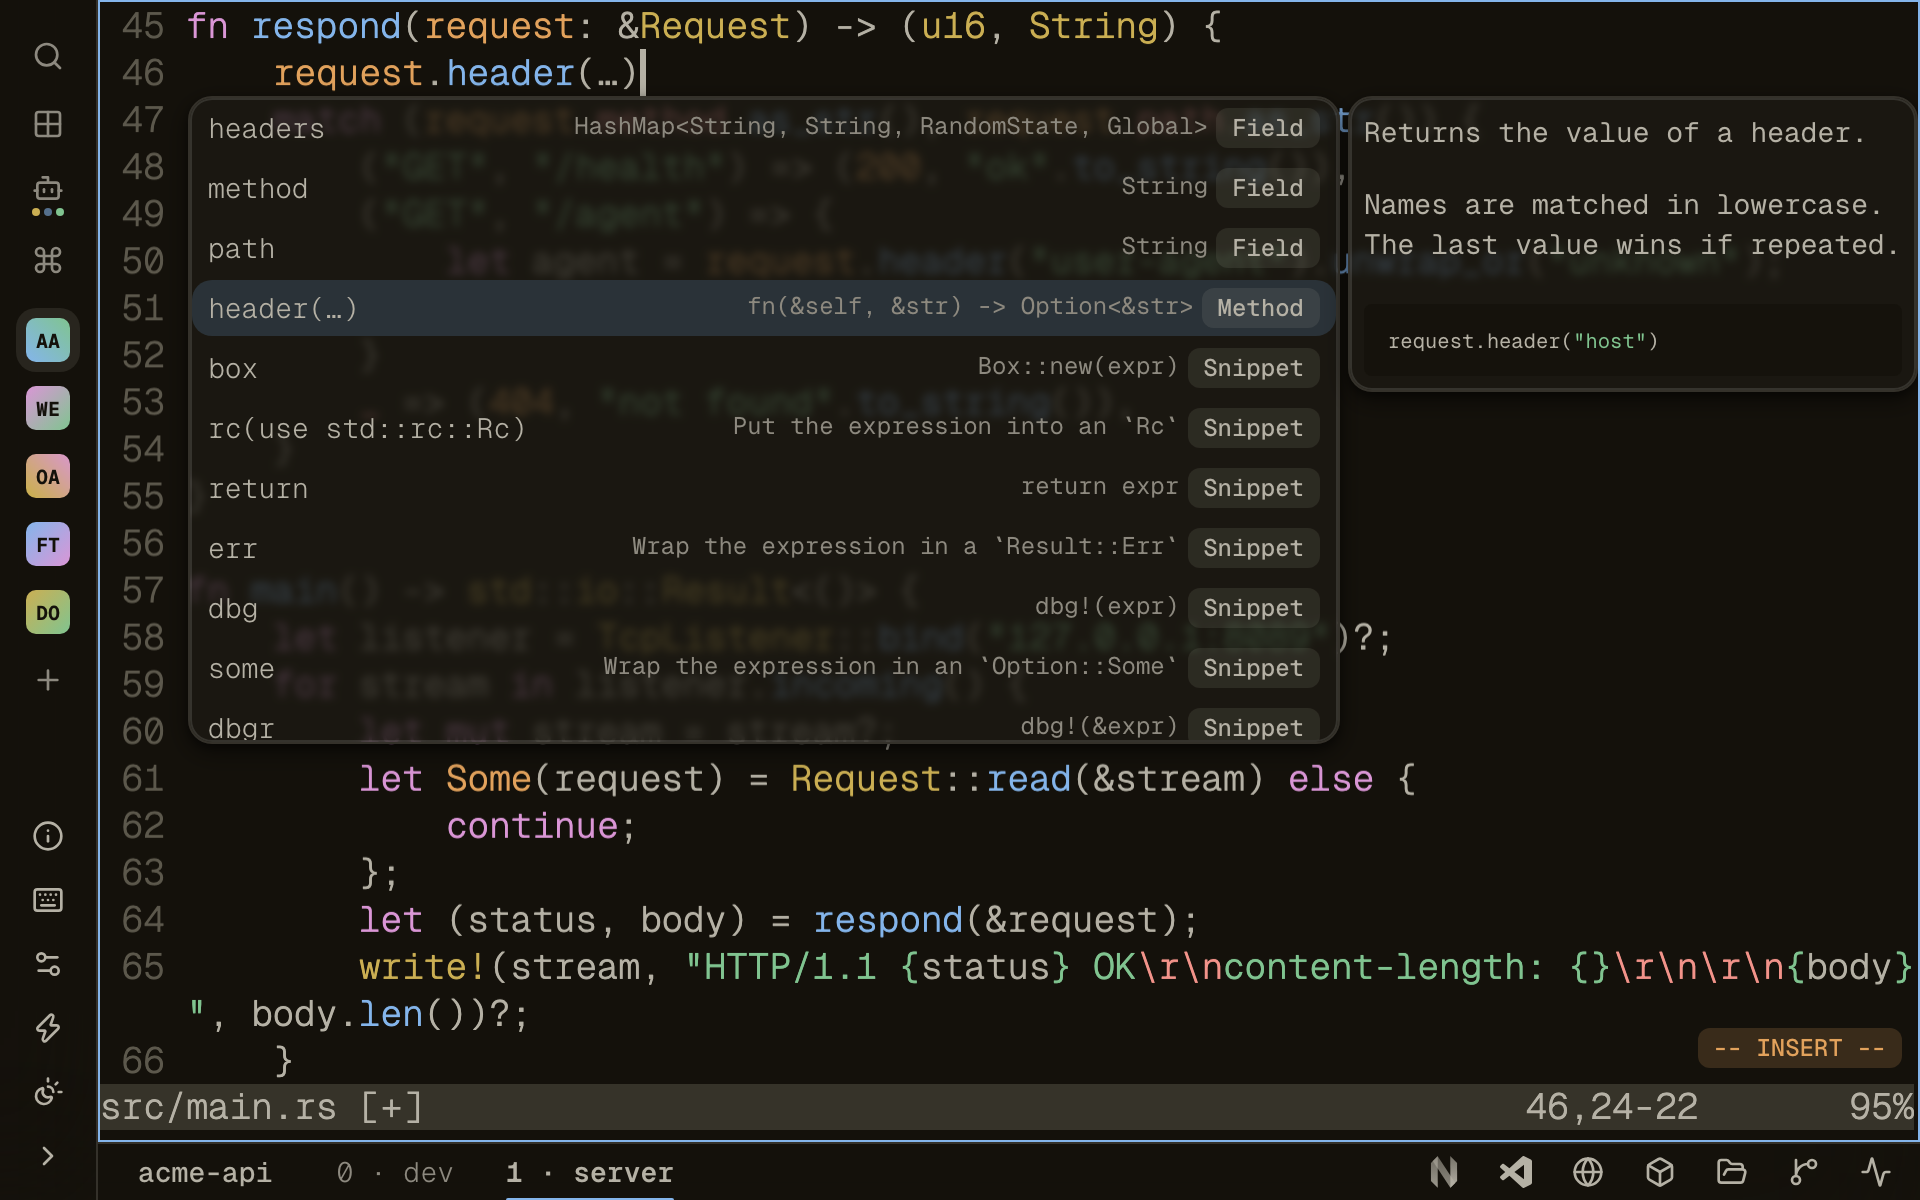 45 fn respond(request: &Request) -> (u16, String) {
46 request.header(…)
47
48
49
50
51
52
53
54
55
56
57
58 )?;
59
60
headers HashMap<String, String, RandomState, Global> Field
method String Field
path String Field
header(…) fn(&self, &str) -> Option<&str> Method
box Box::new(expr) Snippet
rc(use std::rc::Rc) Put the expression into an `Rc` Snippet
return return expr Snippet
err Wrap the expression in a `Result::Err` Snippet
dbg dbg!(expr) Snippet
some Wrap the expression in an `Option::Some` Snippet
dbgr dbg!(&expr) Snippet
Returns the value of a header.
Names are matched in lowercase.
The last value wins if repeated.
request.header("host")
61 let Some(request) = Request::read(&stream) else {
62 continue;
63 };
64 let (status, body) = respond(&request);
65 write!(stream, "HTTP/1.1 {status} OK\r\ncontent-length: {}\r\n\r\n{body}
", body.len())?;
66 }
-- INSERT --
src/main.rs [+] 46,24-22 95%
AA
WE
OA
FT
DO
acme-api 0 · dev 1 · server